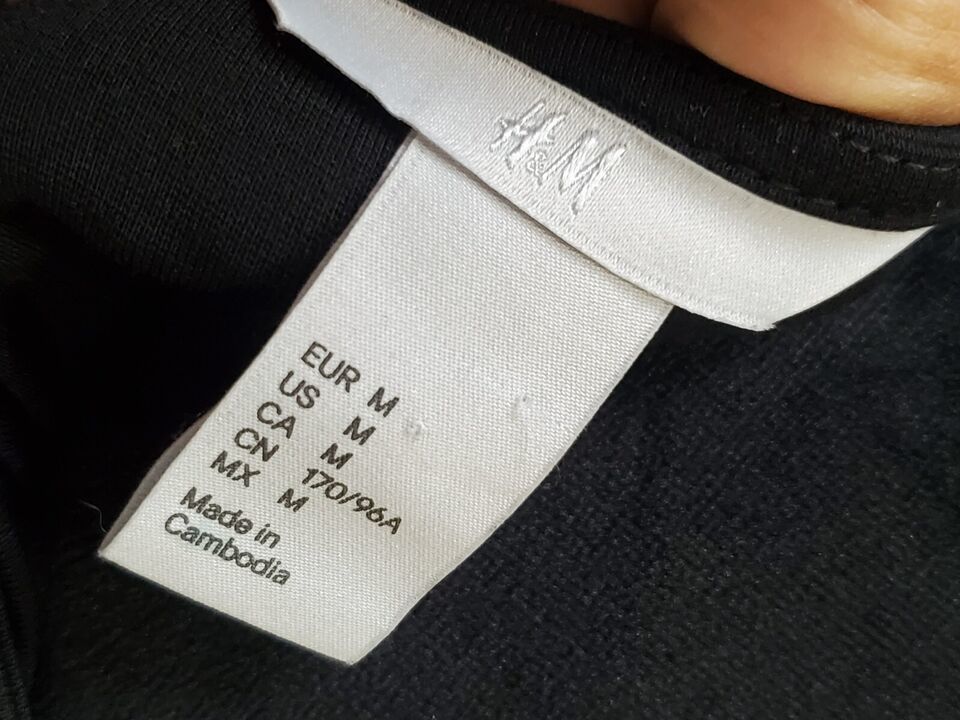 H&M
EUR M
US M
CA M
CN 170/96A
MX M
Made in
Cambodia